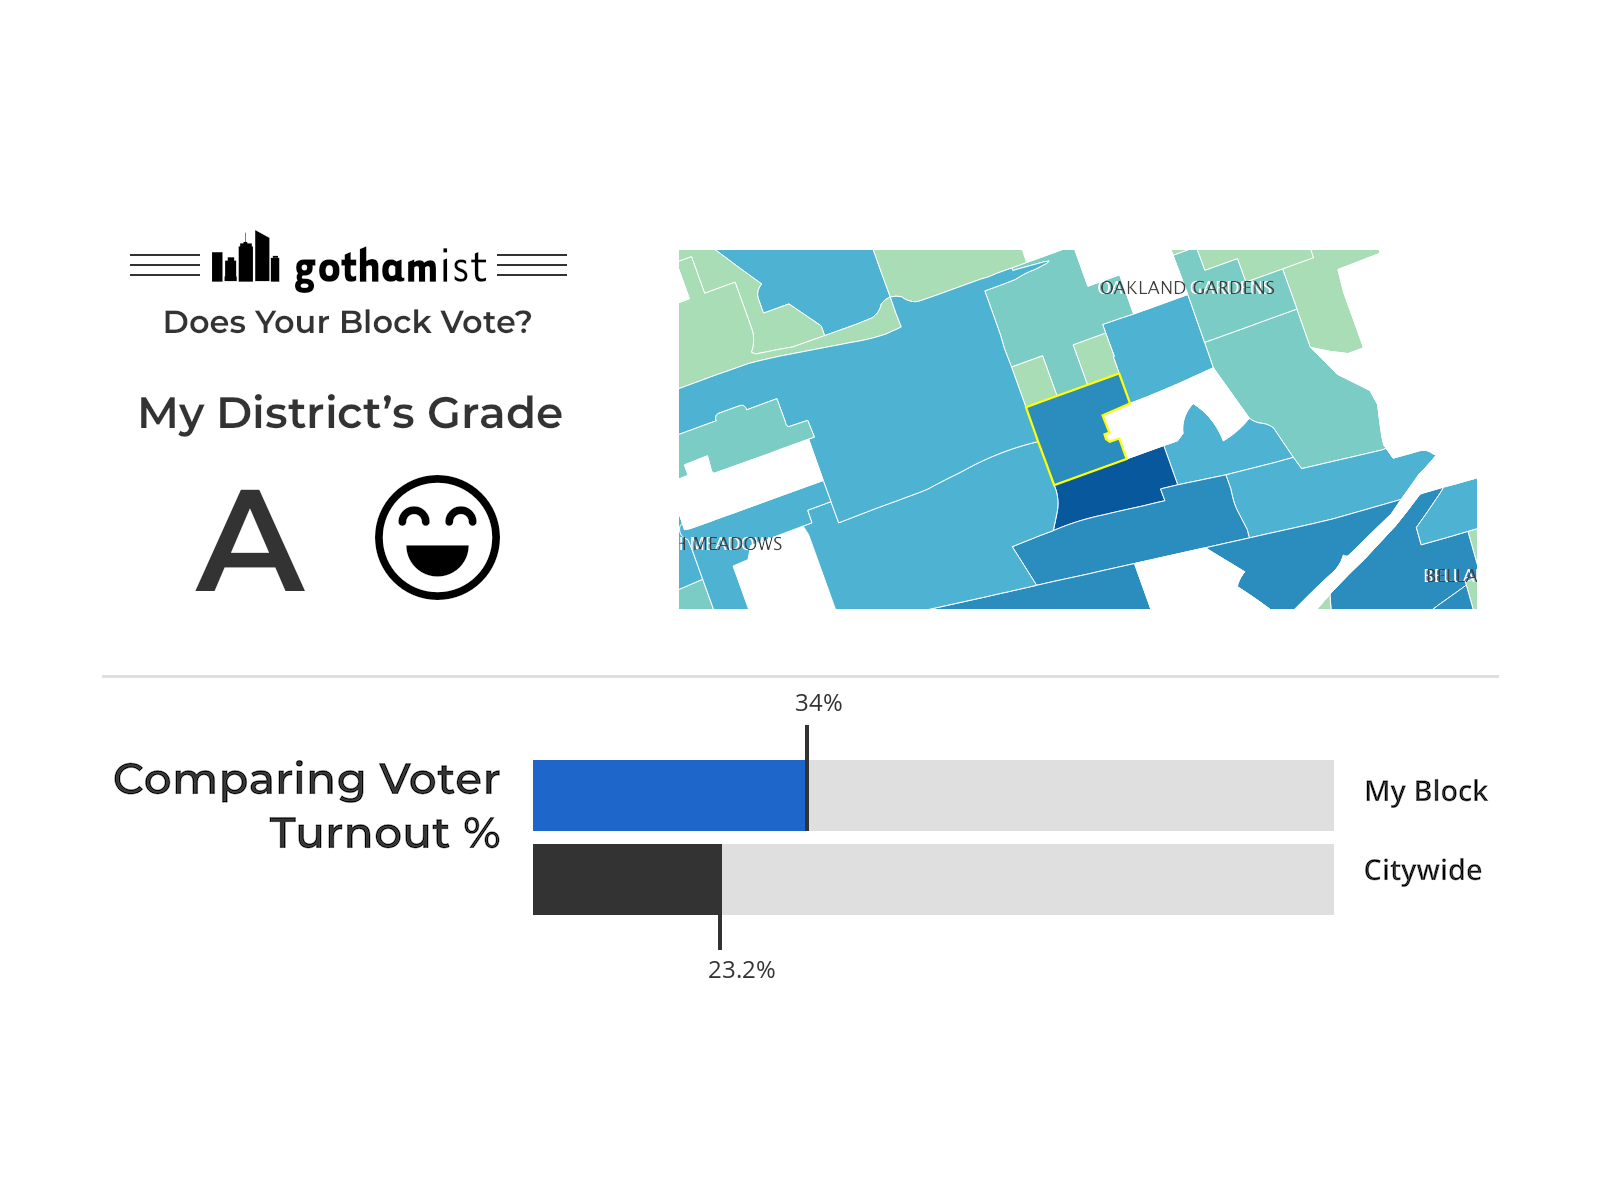 gothamist
Does Your Block Vote?
My District's Grade
A
OAKLAND GARDENS
H MEADOWS
BELLA
34%
Comparing Voter
Turnout %
My Block
Citywide
23.2%